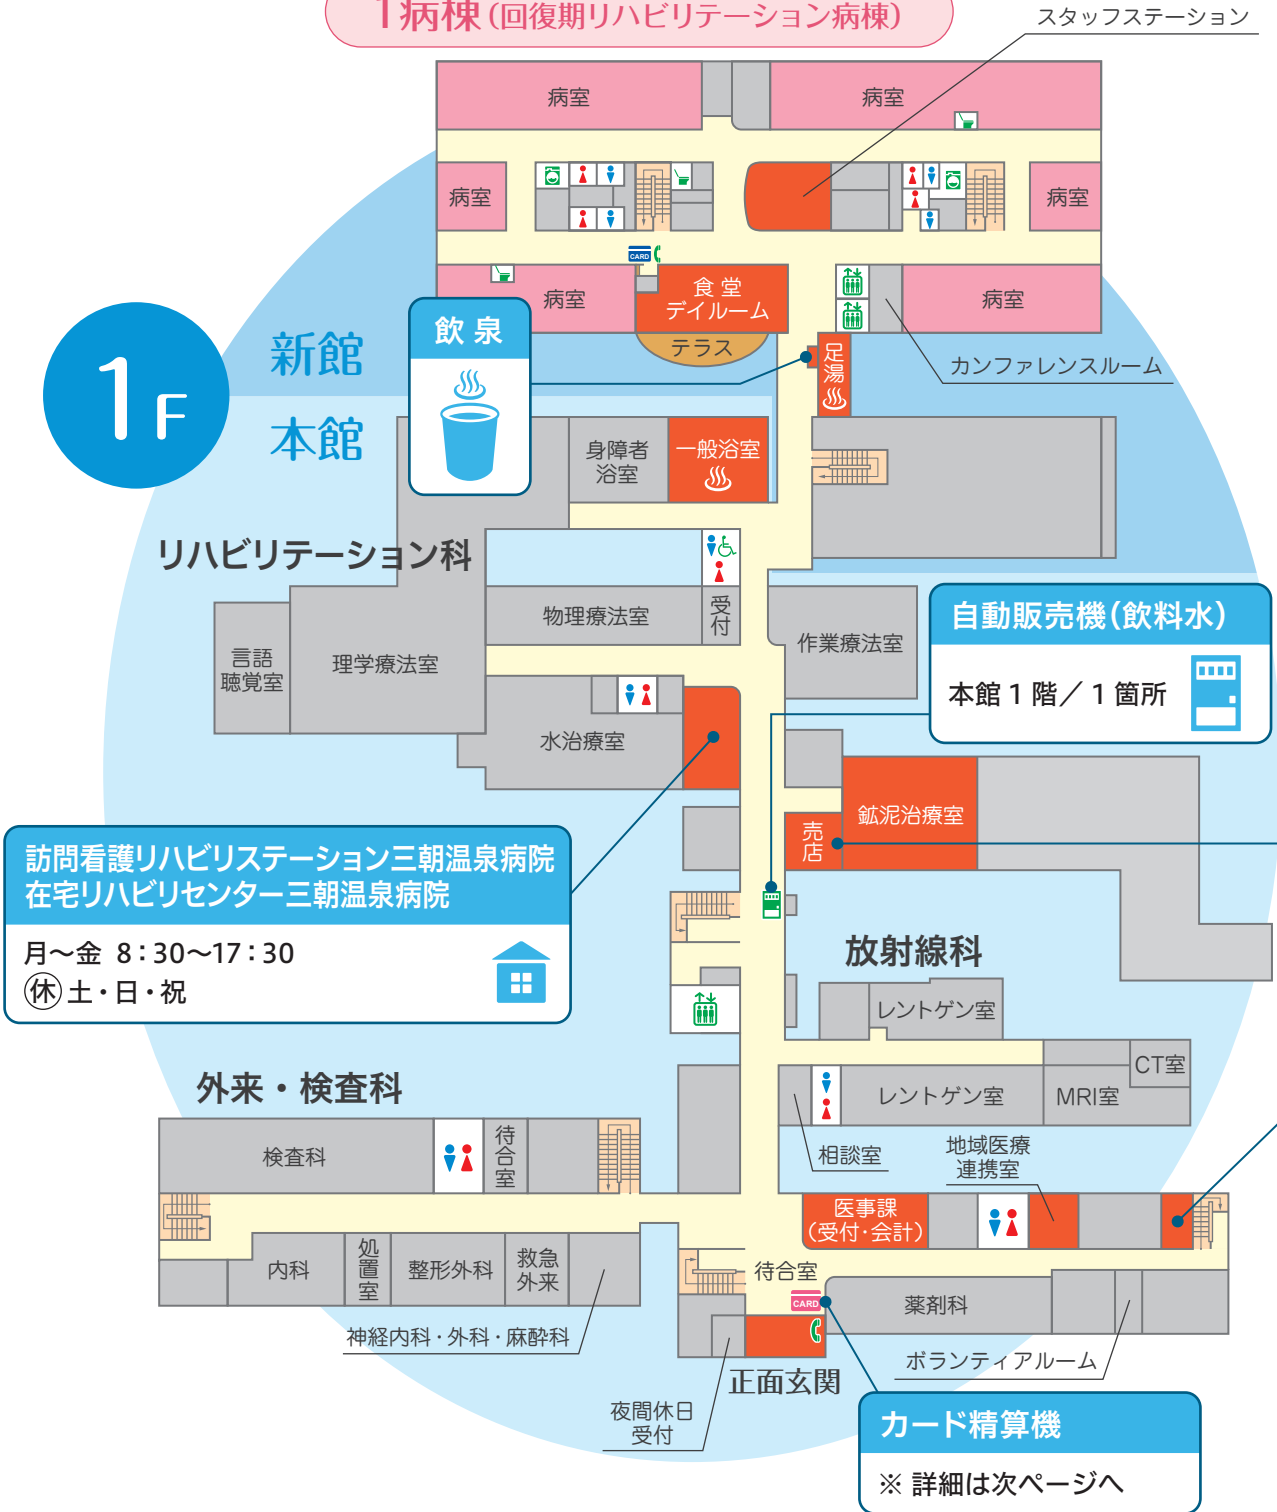 1病棟(回復期リハビリテーション病棟)
スタッフステーション
病室
病室
病室
病室
CARD
病室
食堂
デイルーム
病室
テラス
カンファレンスルーム
足湯
1F
新館
本館
飲泉
身障者
浴室
一般浴室
リハビリテーション科
物理療法室
受付
作業療法室
言語
聴覚室
理学療法室
水治療室
自動販売機(飲料水)
本館1階/1箇所
鉱泥治療室
売店
訪問看護リハビリステーション三朝温泉病院
在宅リハビリセンター三朝温泉病院
月~金 8:30~17:30
休 土・日・祝
放射線科
レントゲン室
CT室
レントゲン室
MRI室
相談室
地域医療
連携室
外来・検査科
検査科
待合室
医事課
(受付・会計)
内科
処置室
整形外科
救急
外来
神経内科・外科・麻酔科
待合室
CARD
薬剤科
ボランティアルーム
正面玄関
夜間休日
受付
カード精算機
※ 詳細は次ページへ